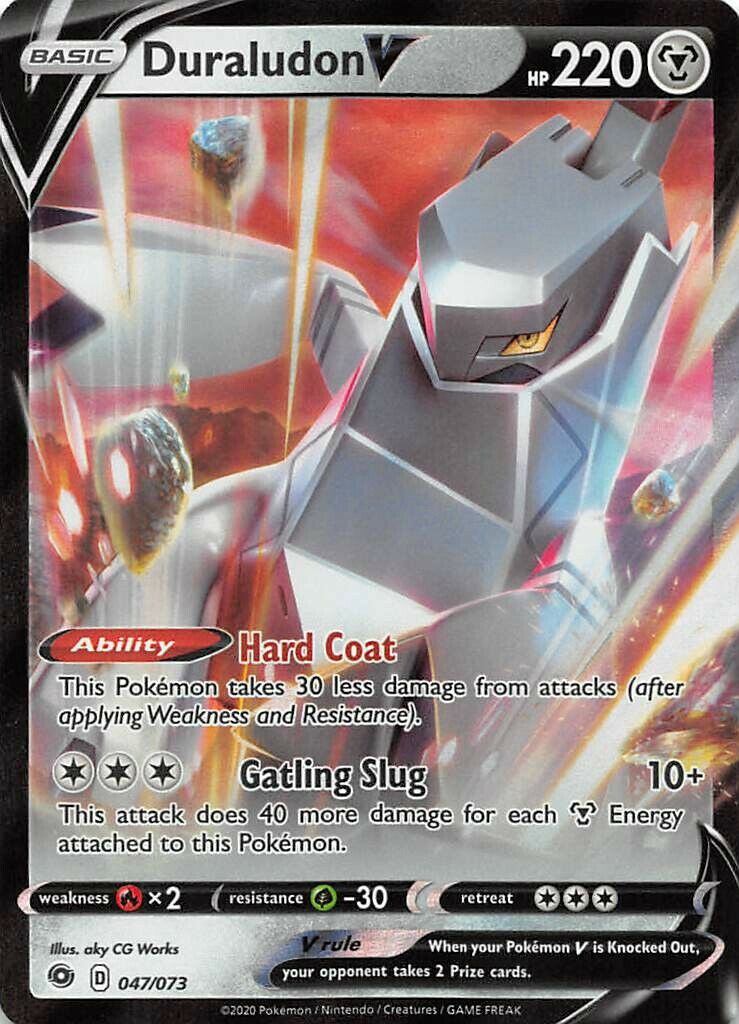 BASIC Duraludon V HP 220
Ability Hard Coat
This Pokémon takes 30 less damage from attacks (after
applying Weakness and Resistance).
Gatling Slug 10+
This attack does 40 more damage for each Energy
attached to this Pokémon.
weakness ×2 resistance -30 retreat
Illus. aky CG Works
V rule When your Pokémon V is Knocked Out,
your opponent takes 2 Prize cards.
D 047/073
©2020 Pokémon / Nintendo / Creatures / GAME FREAK